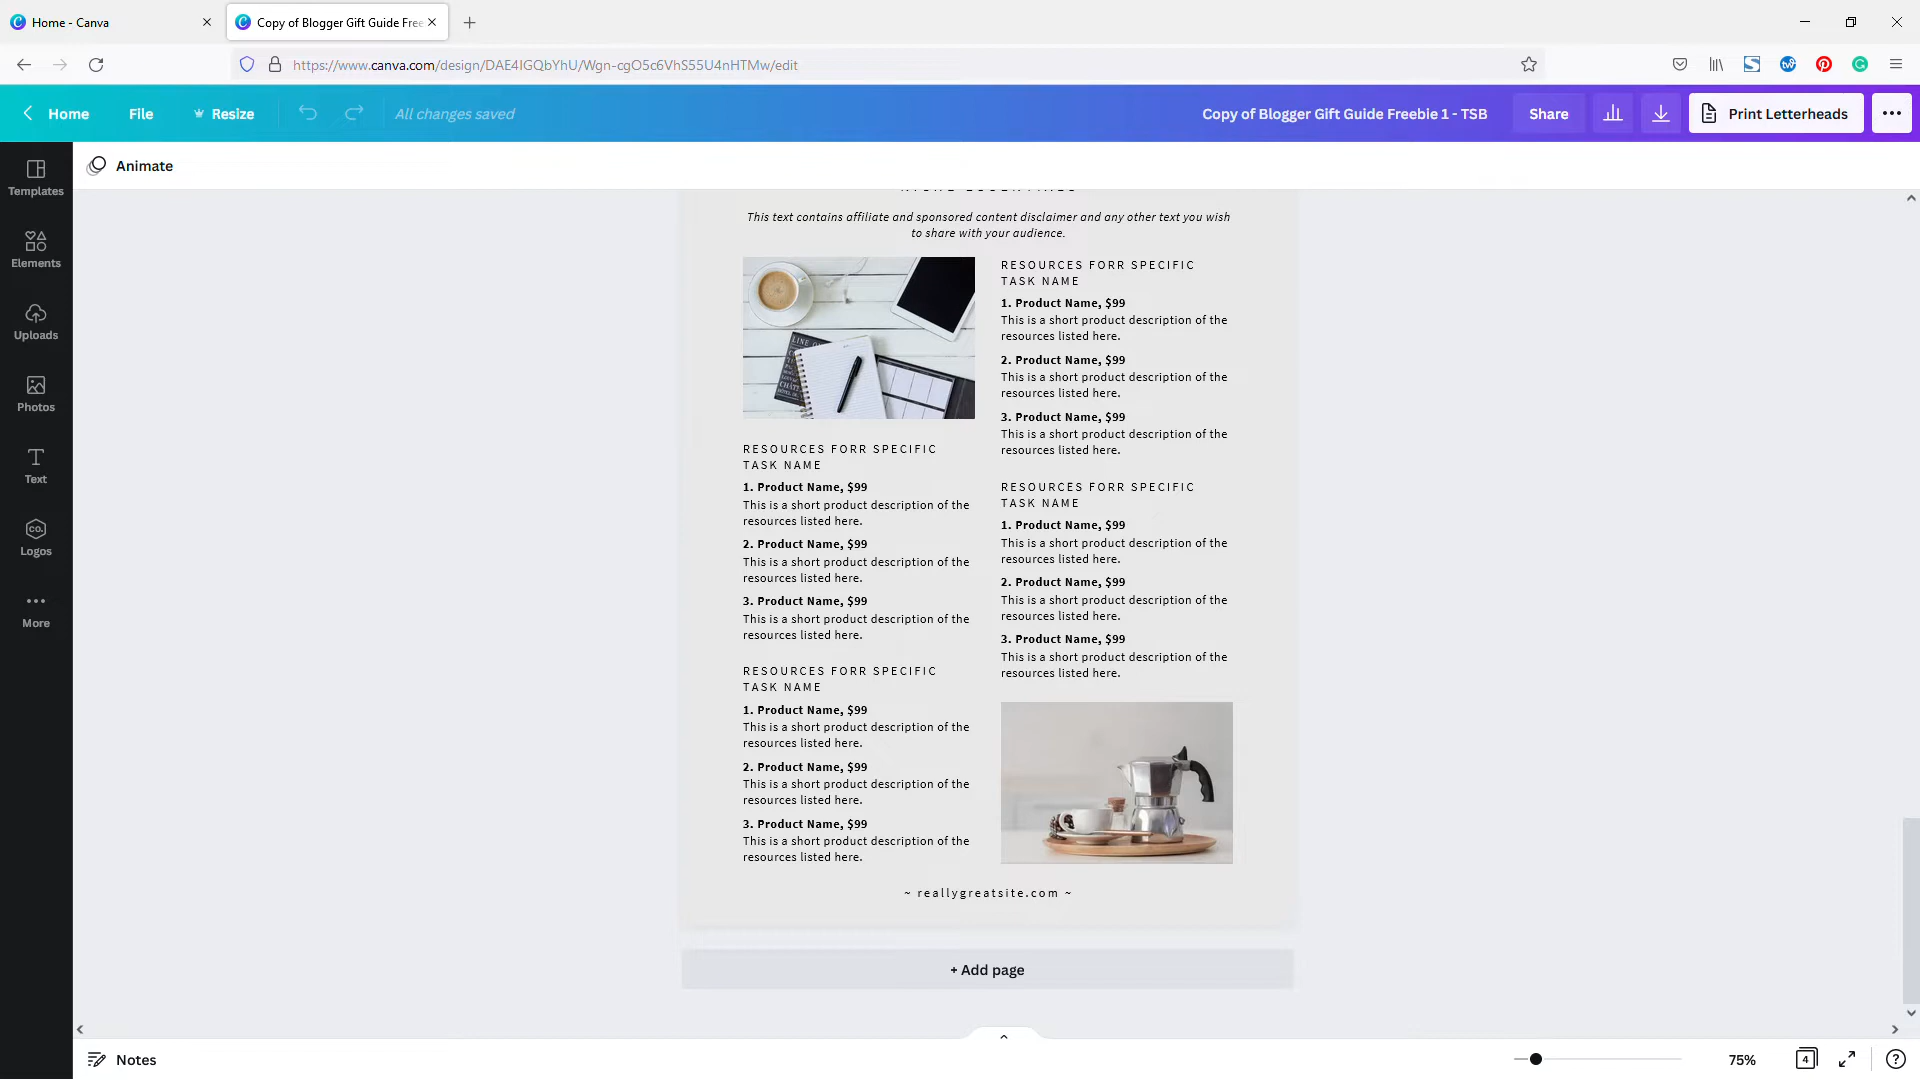 Home - Canva
Copy of Blogger Gift Guide Free
https://www.canva.com/design/DAE4IGQbYhU/Wgn-cgO5c6VhS55U4nHTMw/edit
Home
File
Resize
All changes saved
Copy of Blogger Gift Guide Freebie 1 - TSB
Share
Print Letterheads
Animate
Templates
Elements
Uploads
Photos
Text
CO.
Logos
More
This text contains affiliate and sponsored content disclaimer and any other text you wish
to share with your audience.
RESOURCES FORR SPECIFIC
TASK NAME
1. Product Name, $99
This is a short product description of the
resources listed here.
2. Product Name, $99
This is a short product description of the
resources listed here.
3. Product Name, $99
This is a short product description of the
resources listed here.
RESOURCES FORR SPECIFIC
TASK NAME
1. Product Name, $99
This is a short product description of the
resources listed here.
2. Product Name, $99
This is a short product description of the
resources listed here.
3. Product Name, $99
This is a short product description of the
resources listed here.
RESOURCES FORR SPECIFIC
TASK NAME
1. Product Name, $99
This is a short product description of the
resources listed here.
2. Product Name, $99
This is a short product description of the
resources listed here.
3. Product Name, $99
This is a short product description of the
resources listed here.
RESOURCES FORR SPECIFIC
TASK NAME
1. Product Name, $99
This is a short product description of the
resources listed here.
2. Product Name, $99
This is a short product description of the
resources listed here.
3. Product Name, $99
This is a short product description of the
resources listed here.
~ reallygreatsite.com ~
+ Add page
Notes
75%
4